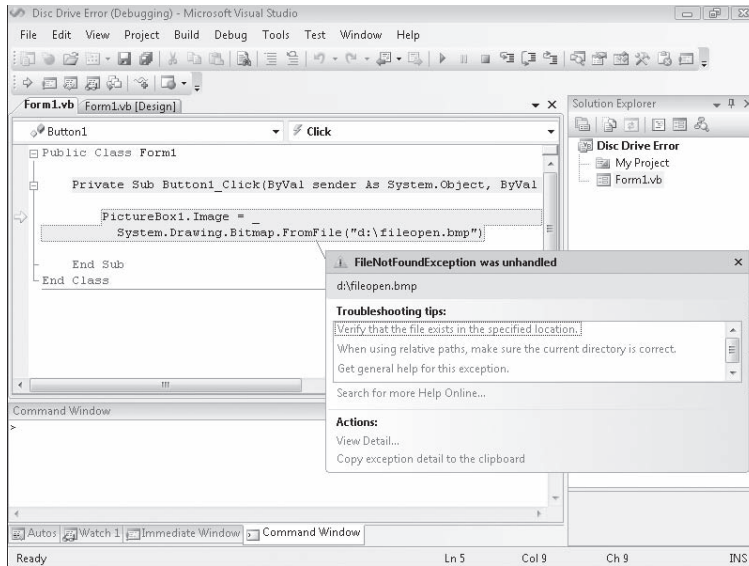 Disc Drive Error (Debugging) - Microsoft Visual Studio
File Edit View Project Build Debug Tools Test Window Help
Form1.vb Form1.vb [Design]
Button1 Click
Public Class Form1
Private Sub Button1_Click(ByVal sender As System.Object, ByVal
PictureBox1.Image = _
System.Drawing.Bitmap.FromFile("d:\fileopen.bmp")
End Sub
End Class
Solution Explorer
Disc Drive Error
My Project
Form1.vb
FileNotFoundException was unhandled
d:\fileopen.bmp
Troubleshooting tips:
Verify that the file exists in the specified location.
When using relative paths, make sure the current directory is correct.
Get general help for this exception.
Search for more Help Online...
Actions:
View Detail...
Copy exception detail to the clipboard
Command Window
>
Autos Watch 1 Immediate Window Command Window
Ready Ln 5 Col 9 Ch 9 INS